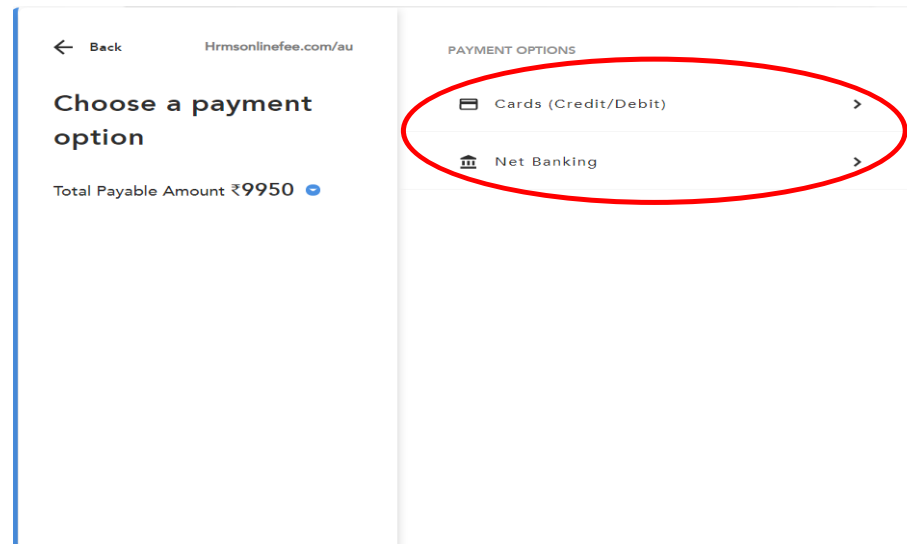 Back
Hrmsonlinefee.com/au
Choose a payment
option
Total Payable Amount ₹9950
PAYMENT OPTIONS
Cards (Credit/Debit)
Net Banking